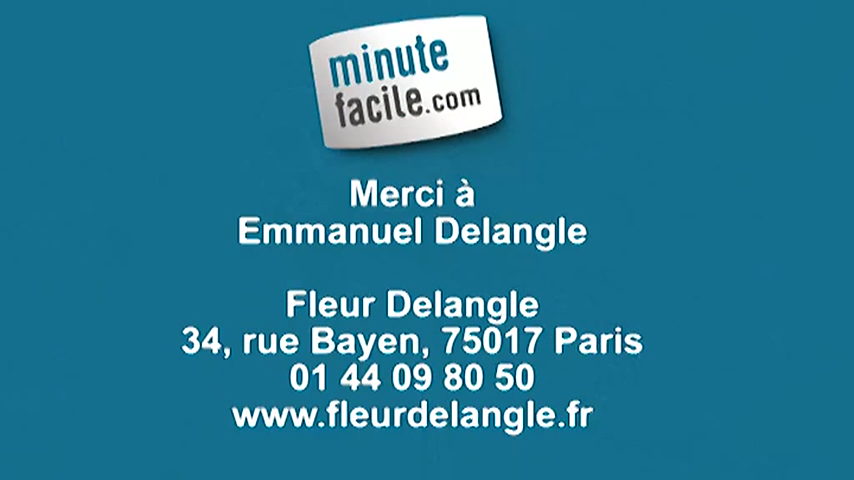 minute
facile.com
Merci à
Emmanuel Delangle
Fleur Delangle
34, rue Bayen, 75017 Paris
01 44 09 80 50
www.fleurdelangle.fr